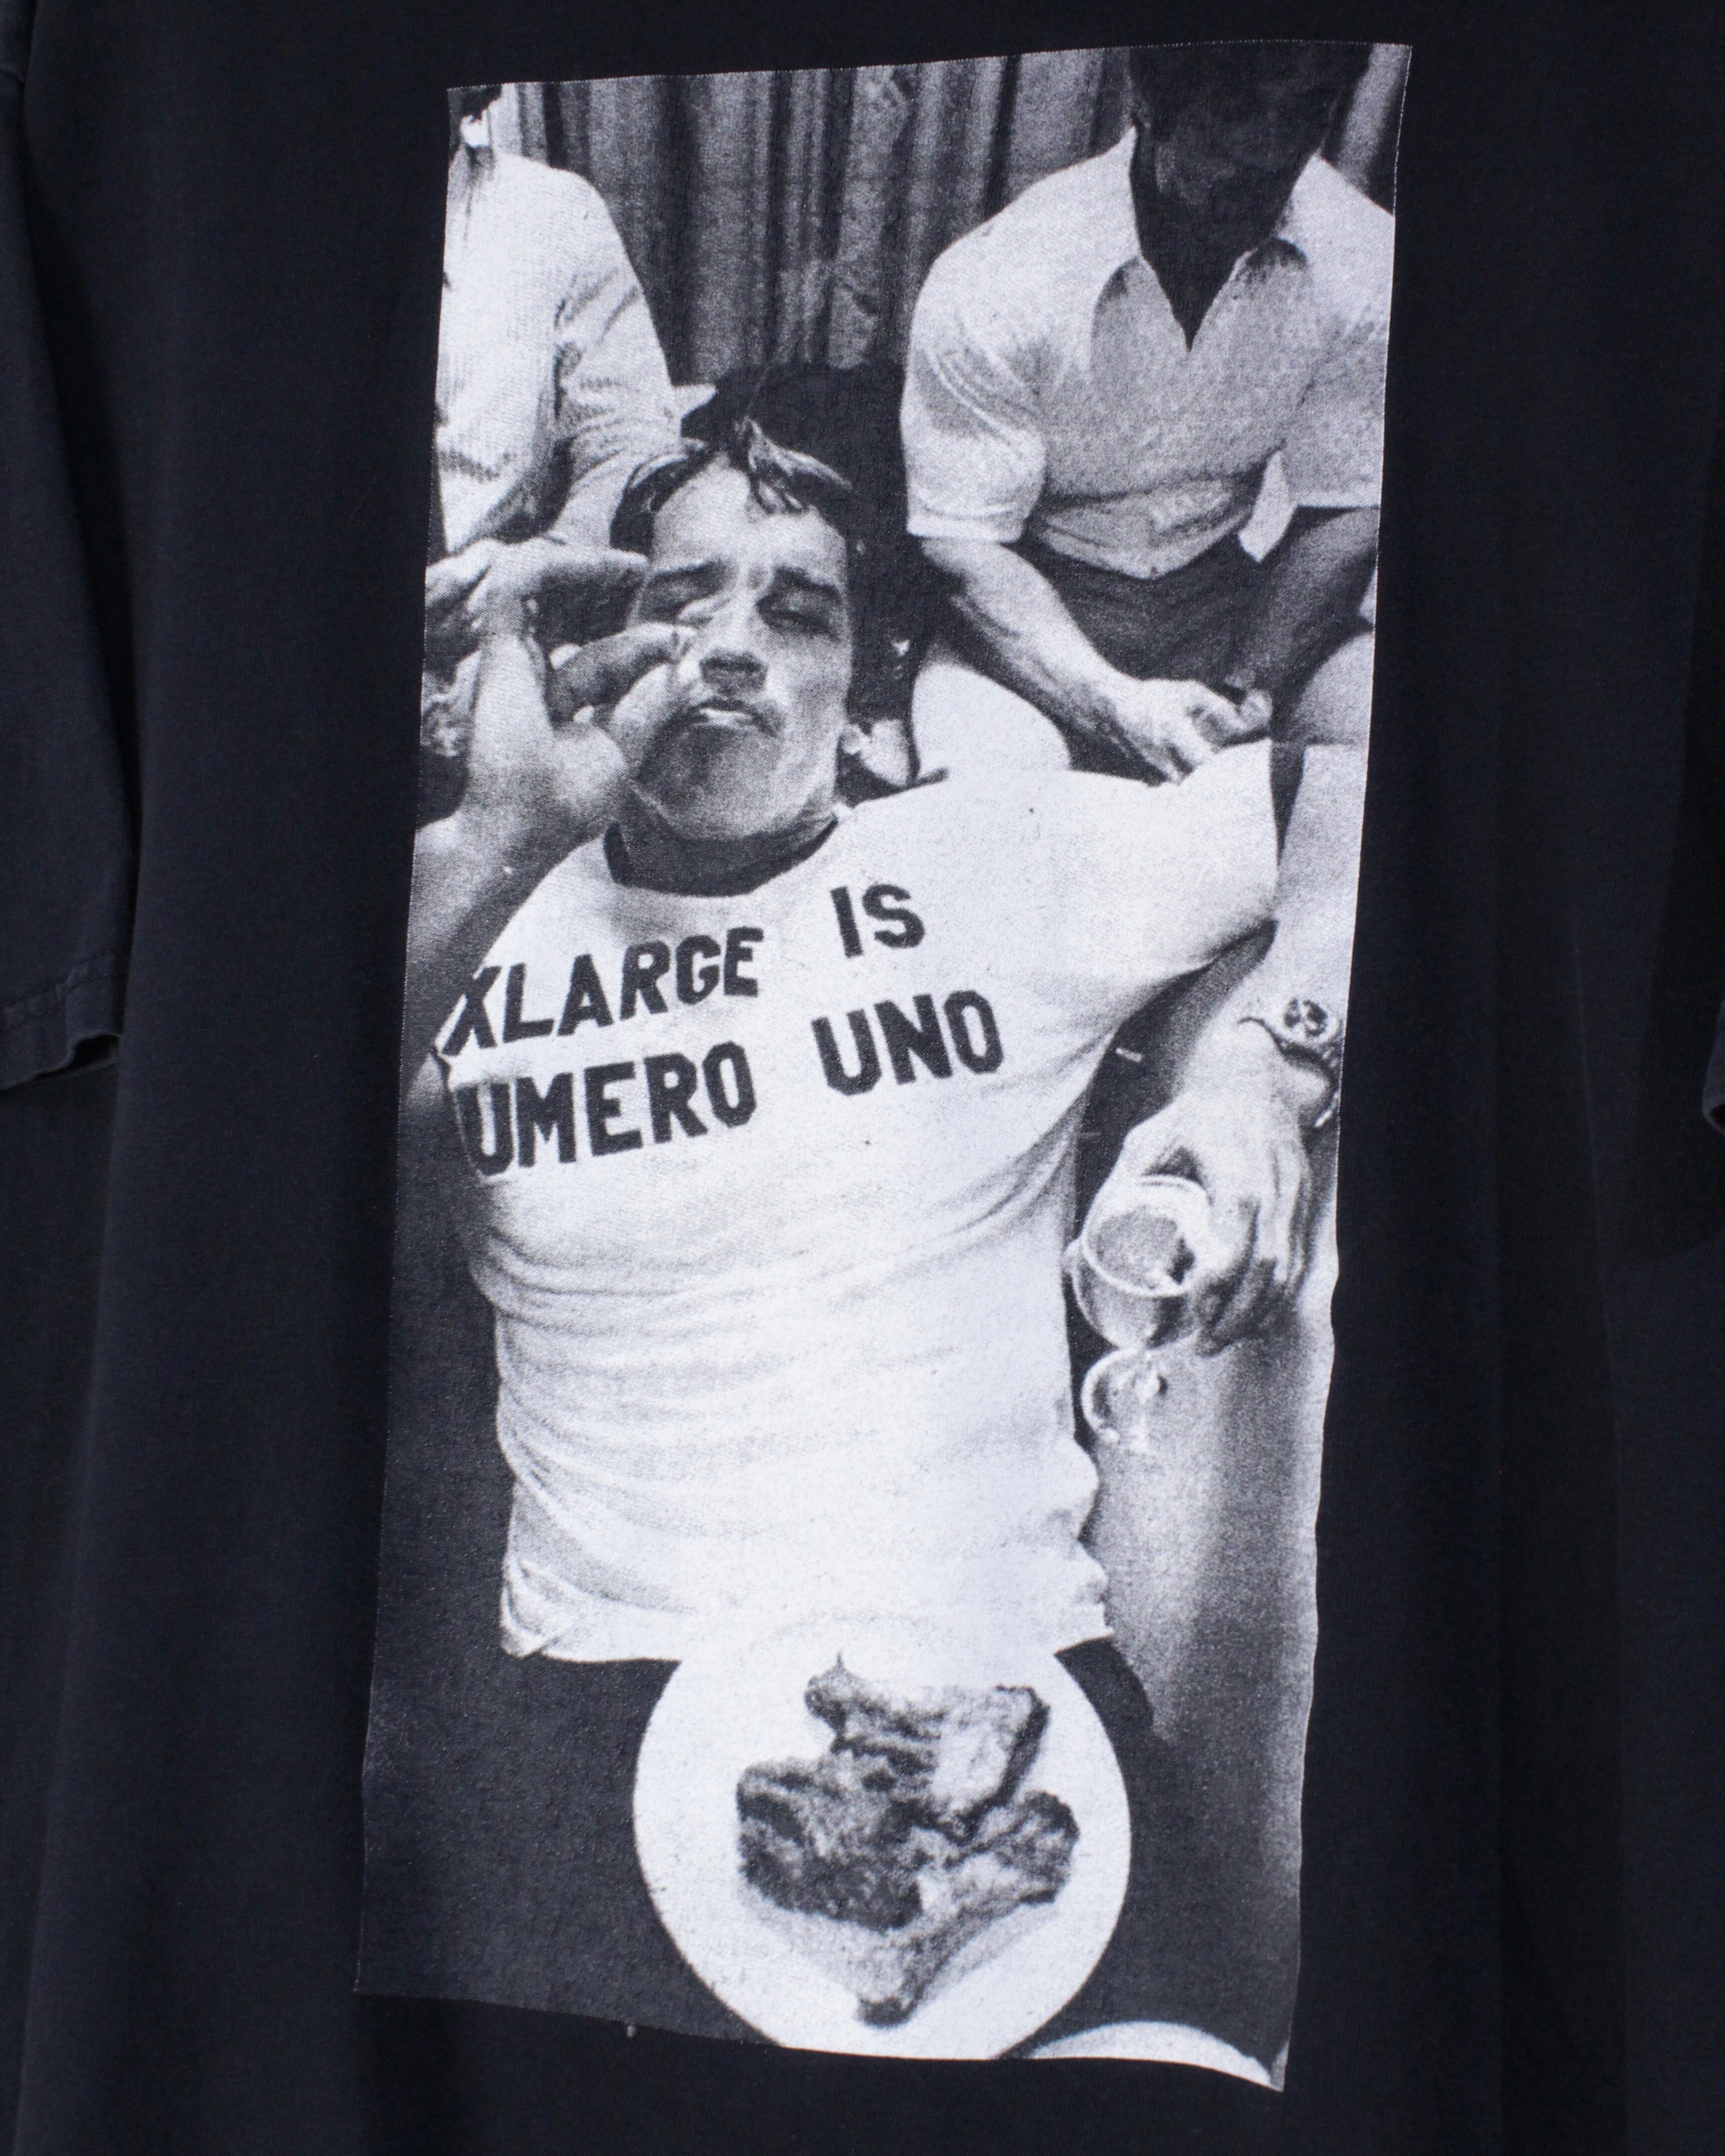 XLARGE IS
UMERO UNO